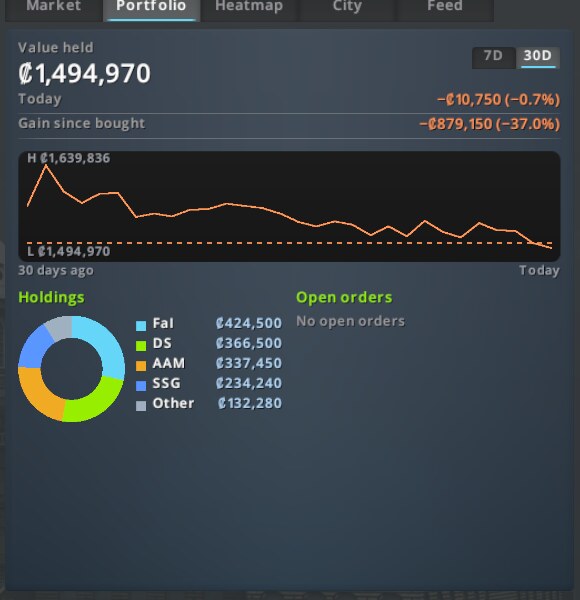 Market Portfolio Heatmap City Feed
Value held
₡1,494,970
7D 30D
Today −₡10,750 (−0.7%)
Gain since bought −₡879,150 (−37.0%)
H ₡1,639,836
L ₡1,494,970
30 days ago Today
Holdings
Fal ₡424,500
DS ₡366,500
AAM ₡337,450
SSG ₡234,240
Other ₡132,280
Open orders
No open orders